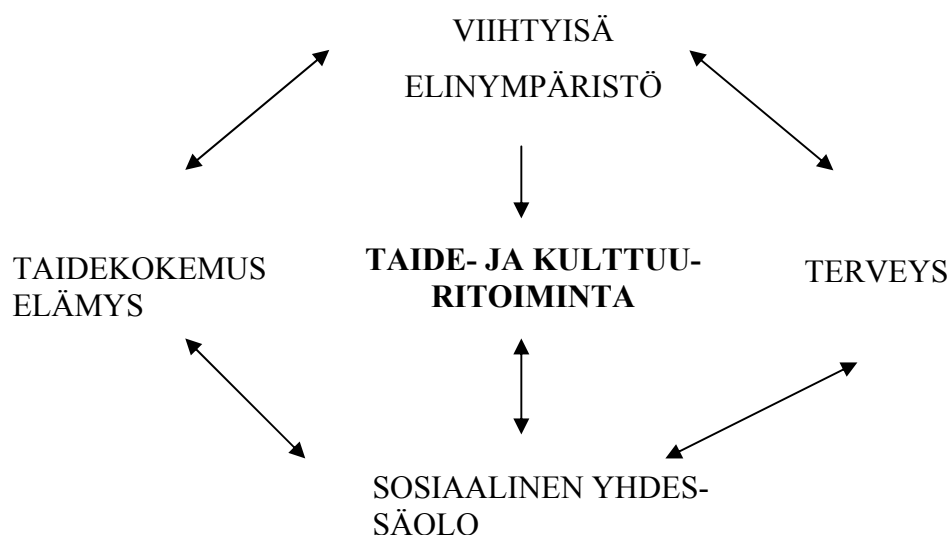 VIIHTYISÄ
ELINYMPÄRISTÖ
TAIDEKOKEMUS
ELÄMYS
TAIDE- JA KULTTUU-
RITOIMINTA
TERVEYS
SOSIAALINEN YHDES-
SÄOLO